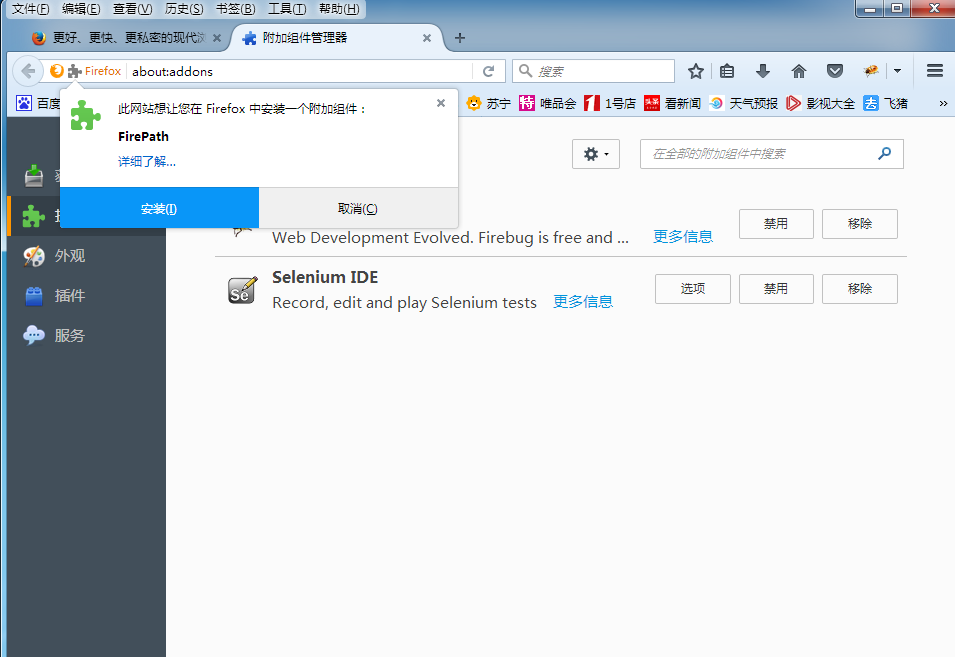 文件(F) 编辑(E) 查看(V) 历史(S) 书签(B) 工具(T) 帮助(H)
更好、更快、更私密的现代浏
附加组件管理器
Firefox about:addons
搜索
百度 苏宁 特 唯品会 1 1号店 头条 看新闻 天气预报 影视大全 去 飞猪 »
此网站想让您在 Firefox 中安装一个附加组件：
FirePath
详细了解...
安装(I) 取消(C)
在全部的附加组件中搜索
Web Development Evolved. Firebug is free and ... 更多信息 禁用 移除
外观
插件
服务
Se
Selenium IDE
Record, edit and play Selenium tests 更多信息 选项 禁用 移除